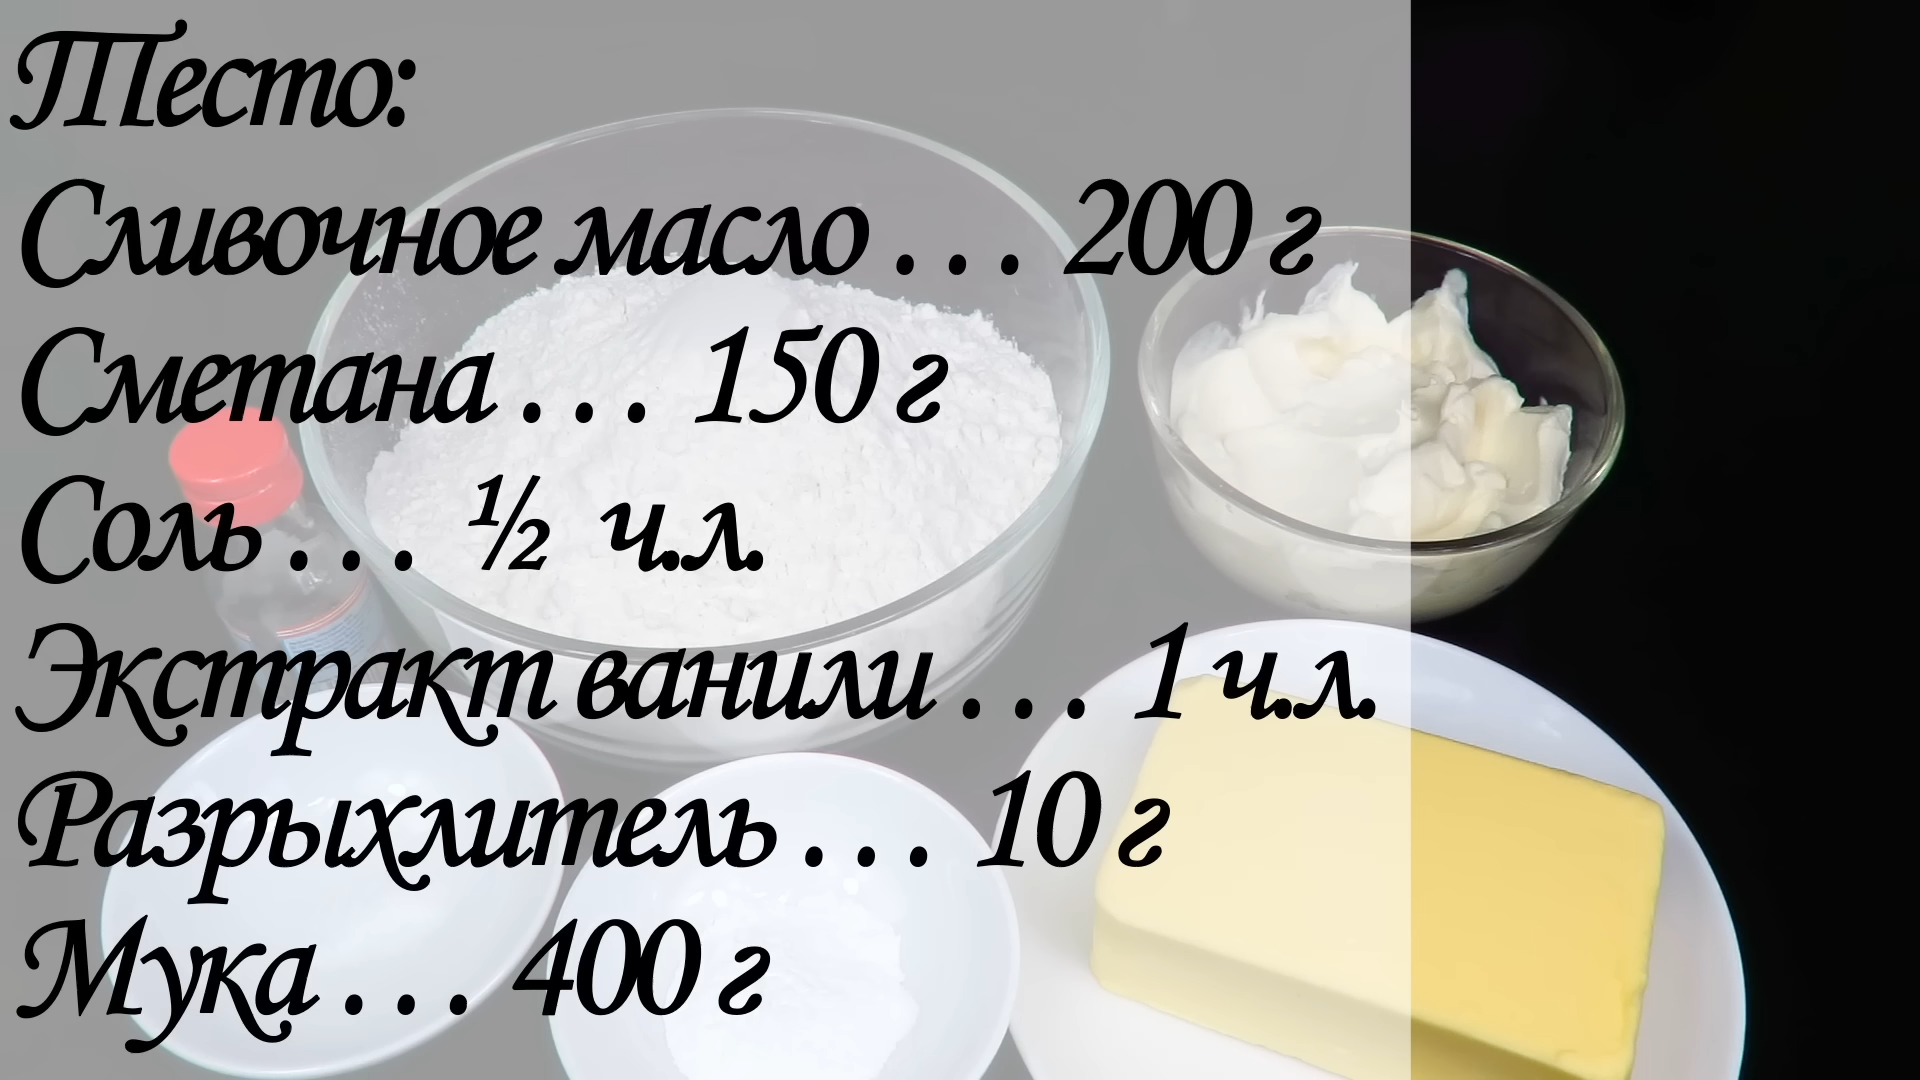 Тесто:
Сливочное масло . . . 200 г
Сметана . . . 150 г
Соль . . . ½ ч.л.
Экстракт ванили . . . 1 ч.л.
Разрыхлитель . . . 10 г
Мука . . . 400 г